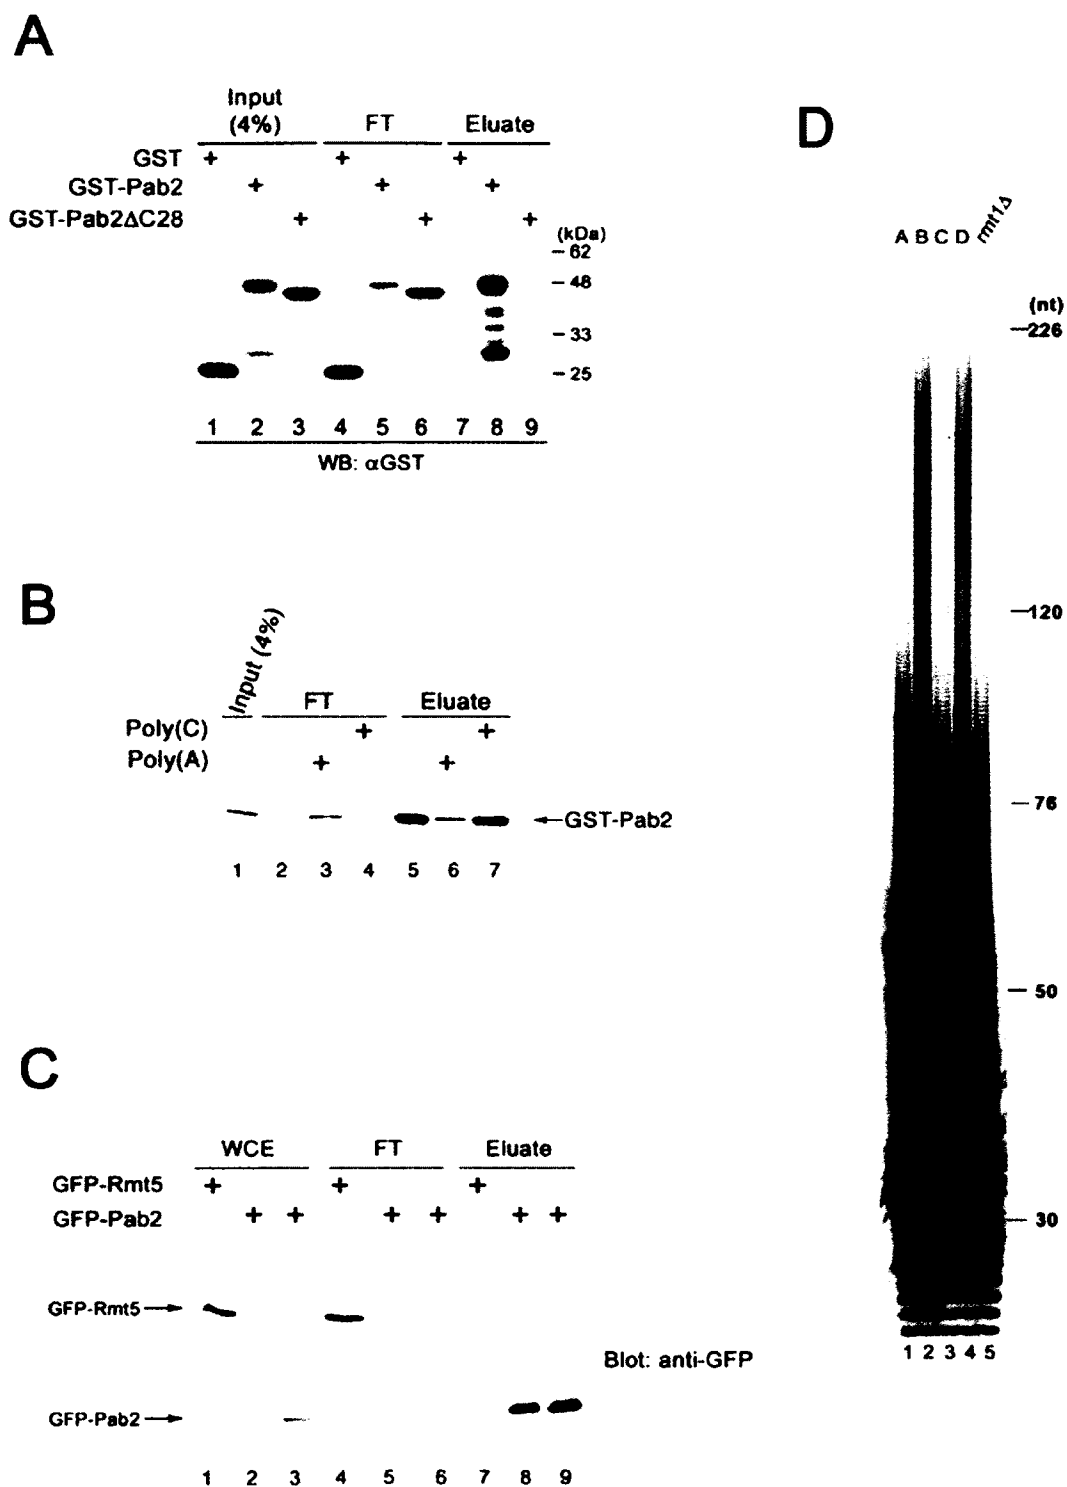 A
Input (4%) FT Eluate
GST + + +
GST-Pab2 + + +
GST-Pab2ΔC28 + + +
(kDa)
62
48
33
25
1 2 3 4 5 6 7 8 9
WB: αGST
B
Input (4%) FT Eluate
Poly(C) + +
Poly(A) + +
GST-Pab2
1 2 3 4 5 6 7
C
WCE FT Eluate
GFP-Rmt5 + + +
GFP-Pab2 + + + + + +
GFP-Rmt5
Blot: anti-GFP
GFP-Pab2
1 2 3 4 5 6 7 8 9
D
A B C D rmt1Δ
(nt)
226
120
76
50
30
1 2 3 4 5